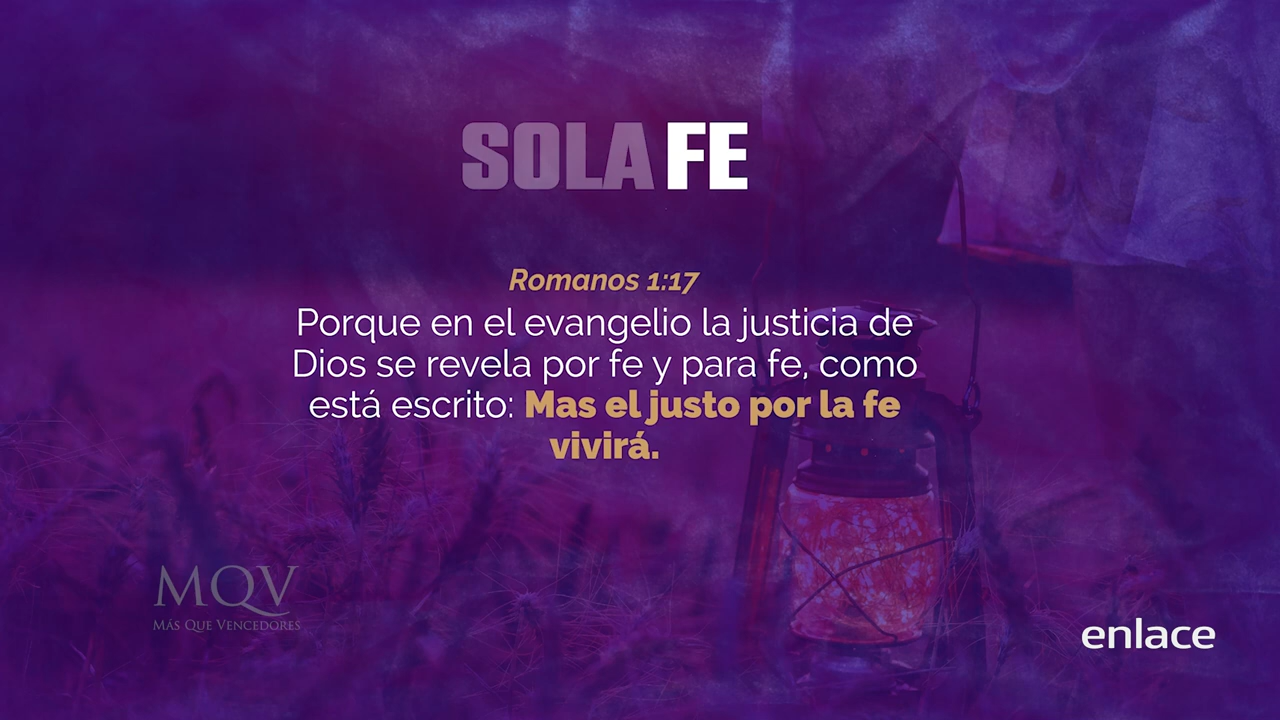 SOLA FE
Romanos 1:17
Porque en el evangelio la justicia de
Dios se revela por fe y para fe, como
está escrito: Mas el justo por la fe
vivirá.
MQV
MÁS QUE VENCEDORES
enlace